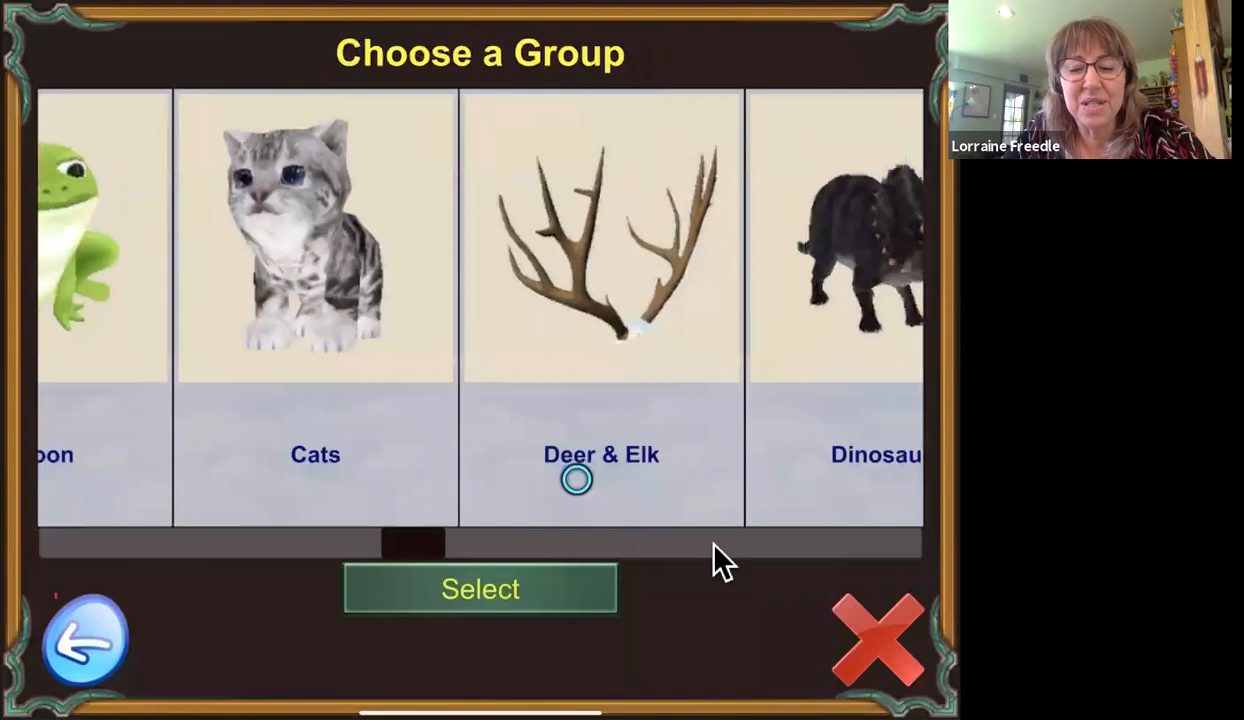 Choose a Group
Lorraine Freedle
oon
Cats
Deer & Elk
Dinosau
Select